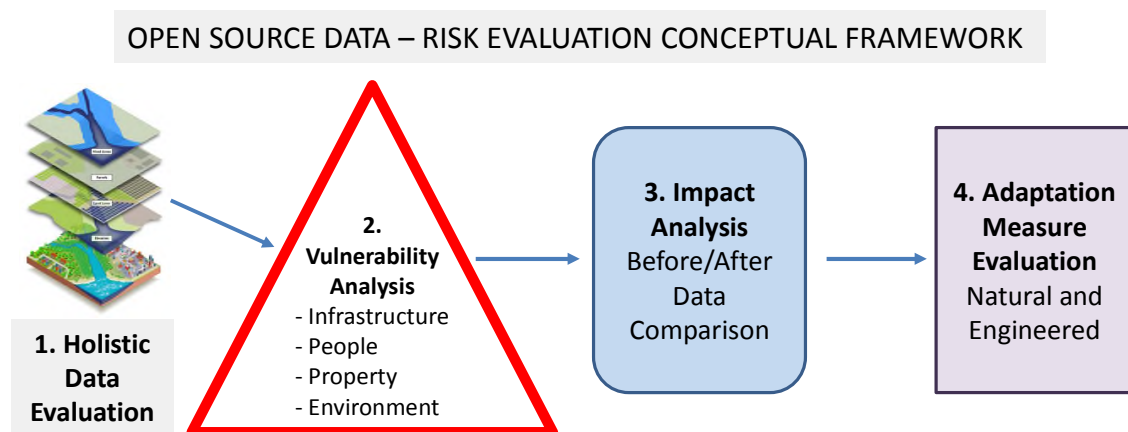 OPEN SOURCE DATA – RISK EVALUATION CONCEPTUAL FRAMEWORK
1. Holistic
Data
Evaluation
2.
Vulnerability
Analysis
- Infrastructure
- People
- Property
- Environment
3. Impact
Analysis
Before/After
Data
Comparison
4. Adaptation
Measure
Evaluation
Natural and
Engineered